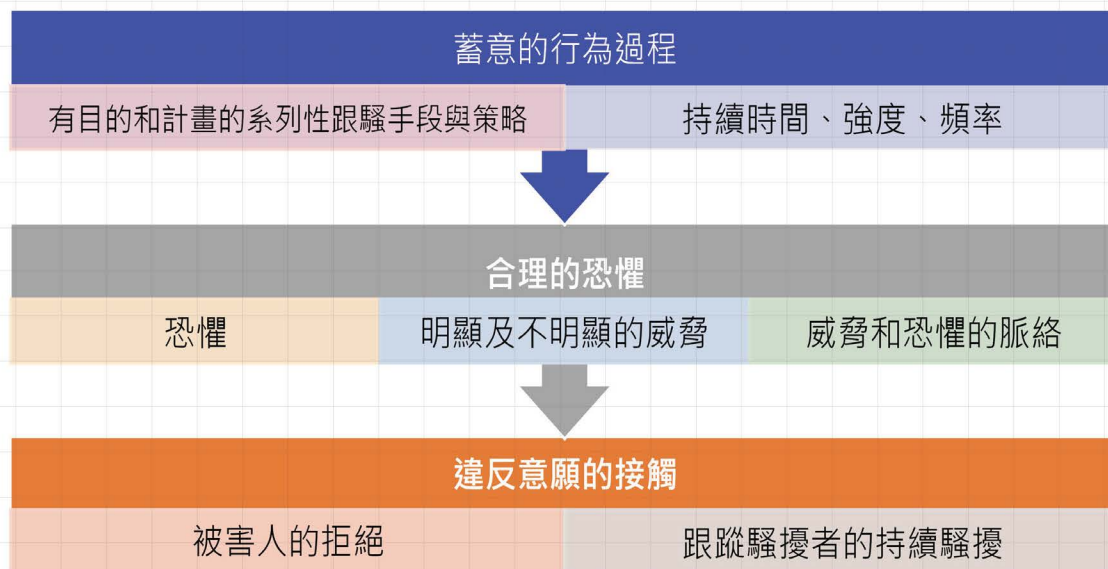 蓄意的行為過程
有目的和計畫的系列性跟騷手段與策略
持續時間、強度、頻率
合理的恐懼
恐懼
明顯及不明顯的威脅
威脅和恐懼的脈絡
違反意願的接觸
被害人的拒絕
跟蹤騷擾者的持續騷擾